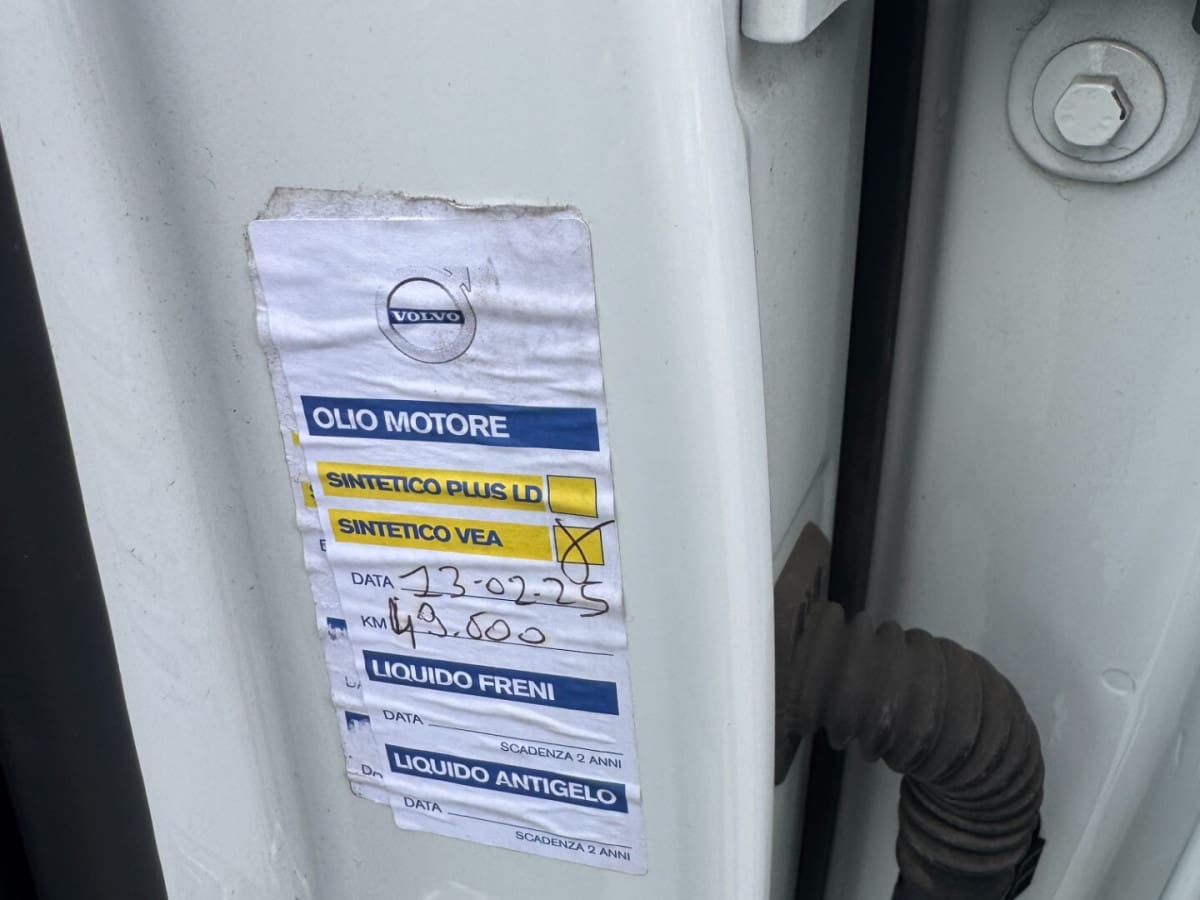 VOLVO
OLIO MOTORE
SINTETICO PLUS LD
SINTETICO VEA
DATA 13-02-25
KM 49.600
LIQUIDO FRENI
DATA
SCADENZA 2 ANNI
LIQUIDO ANTIGELO
DATA
SCADENZA 2 ANNI